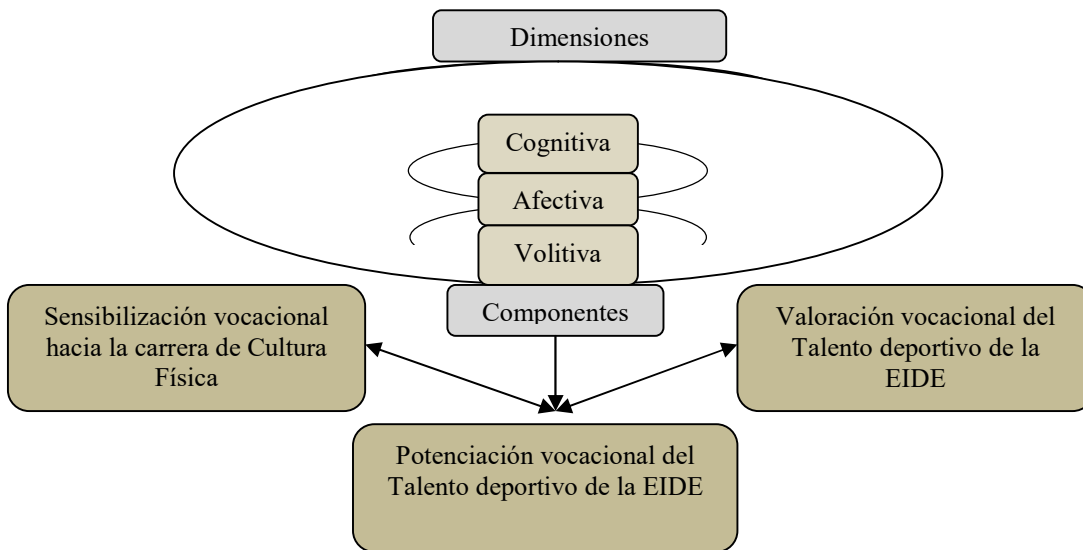 Dimensiones
Cognitiva
Afectiva
Volitiva
Componentes
Sensibilización vocacional
hacia la carrera de Cultura
Física
Valoración vocacional del
Talento deportivo de la
EIDE
Potenciación vocacional del
Talento deportivo de la EIDE